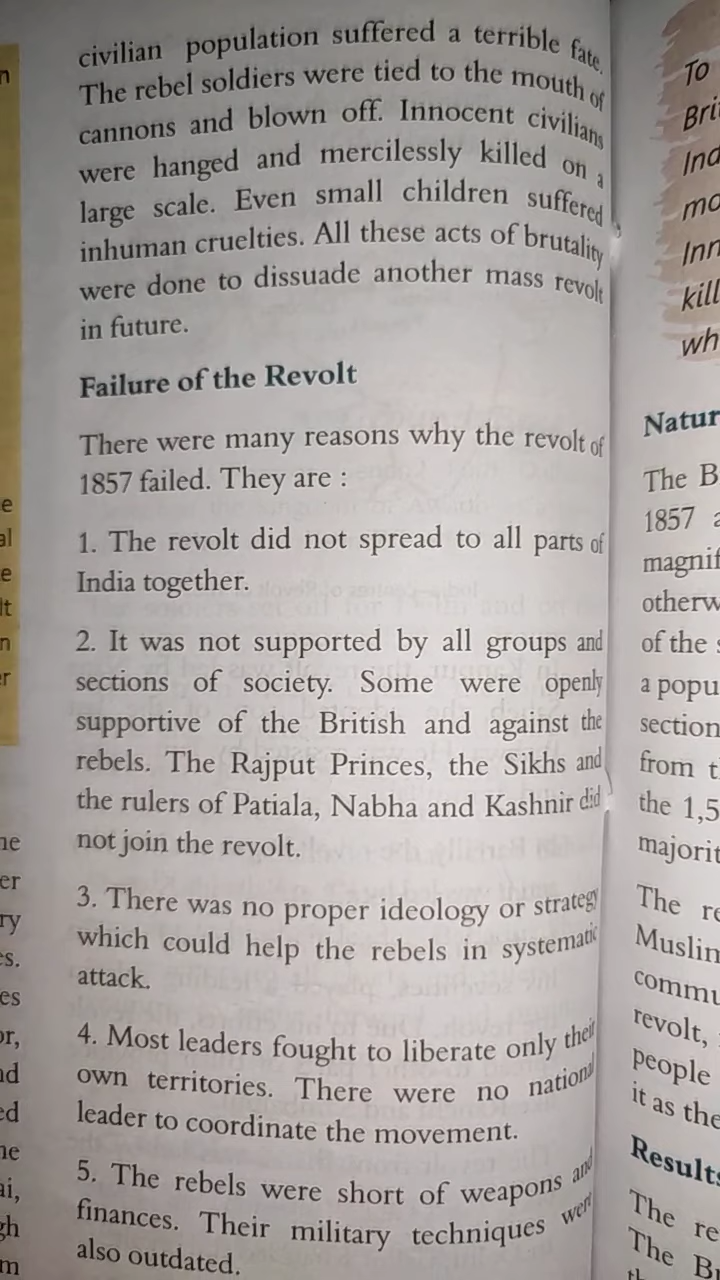 civilian population suffered a terrible fate.
The rebel soldiers were tied to the mouth of
cannons and blown off. Innocent civilians
were hanged and mercilessly killed on a
large scale. Even small children suffered
inhuman cruelties. All these acts of brutality
were done to dissuade another mass revolt
in future.
Failure of the Revolt
There were many reasons why the revolt of
1857 failed. They are :
1. The revolt did not spread to all parts of
India together.
2. It was not supported by all groups and
sections of society. Some were openly
supportive of the British and against the
rebels. The Rajput Princes, the Sikhs and
the rulers of Patiala, Nabha and Kashnir did
not join the revolt.
3. There was no proper ideology or strategy
which could help the rebels in systematic
attack.
4. Most leaders fought to liberate only their
own territories. There were no national
leader to coordinate the movement.
5. The rebels were short of weapons and
finances. Their military techniques were
also outdated.
To
Ind
wh
The B
1857
of the
a popu
section
from t
the 1,5
majorit
The re
Muslin
commu
revolt,
people
it as the
Results
The re
The Br